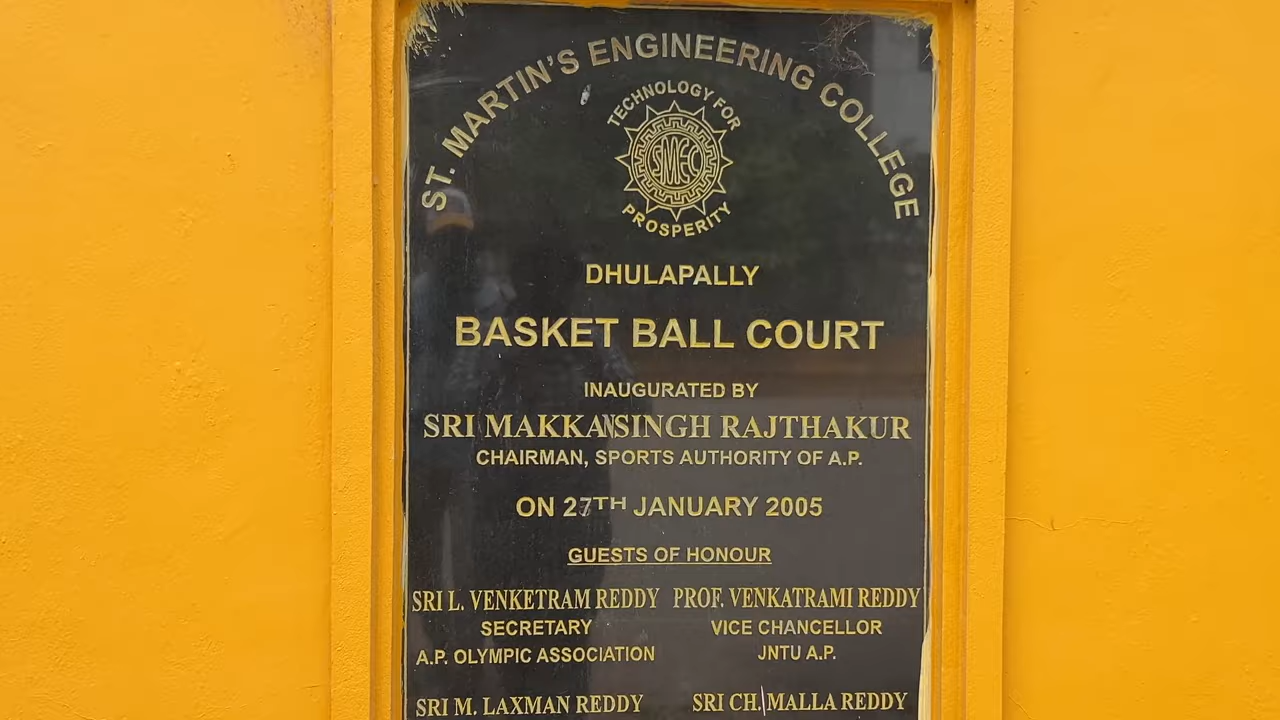 ST. MARTIN'S ENGINEERING COLLEGE
TECHNOLOGY FOR
SMEC
PROSPERITY
DHULAPALLY
BASKET BALL COURT
INAUGURATED BY
SRI MAKKANSINGH RAJTHAKUR
CHAIRMAN, SPORTS AUTHORITY OF A.P.
ON 27TH JANUARY 2005
GUESTS OF HONOUR
SRI L. VENKETRAM REDDY PROF. VENKATRAMI REDDY
SECRETARY VICE CHANCELLOR
A.P. OLYMPIC ASSOCIATION JNTU A.P.
SRI M. LAXMAN REDDY SRI CH. MALLA REDDY